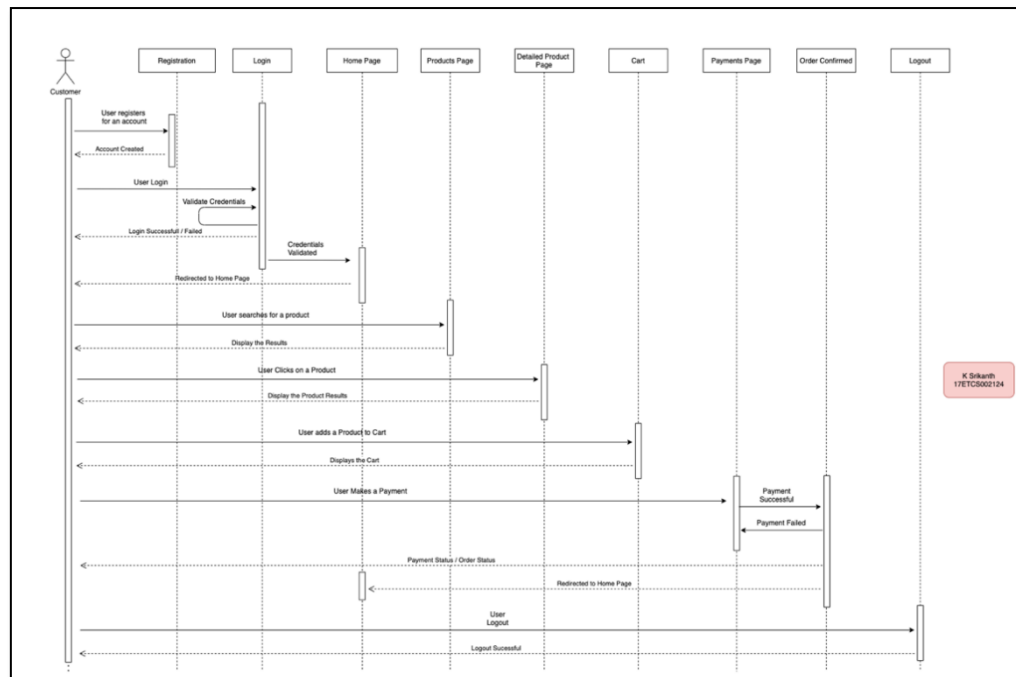 Registration
Login
Home Page
Products Page
Detailed Product
Page
Cart
Payments Page
Order Confirmed
Logout
Customer
User registers
for an account
Account Created
User Login
Validate Credentials
Login Successfull / Failed
Credentials
Validated
Redirected to Home Page
User searches for a product
Display the Results
User Clicks on a Product
Display the Product Results
K Srikanth
17ETCS002124
User adds a Product to Cart
Displays the Cart
User Makes a Payment
Payment
Successful
Payment Failed
Payment Status / Order Status
Redirected to Home Page
User
Logout
Logout Sucessful